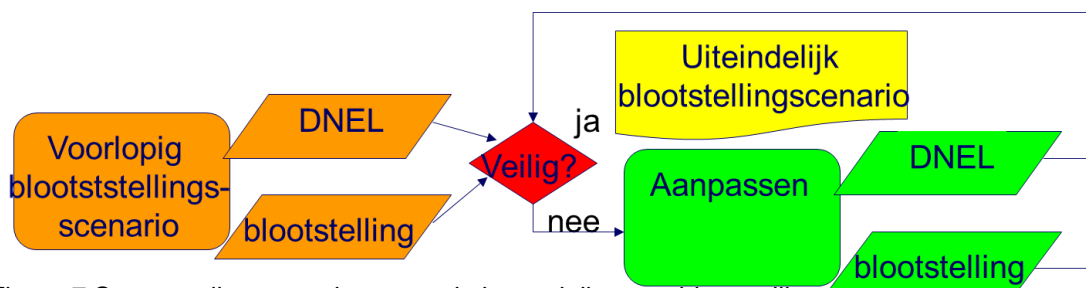 Voorlopig
blootststellings-
scenario
DNEL
blootstelling
Veilig?
ja
nee
Uiteindelijk
blootstellingscenario
Aanpassen
DNEL
blootstelling